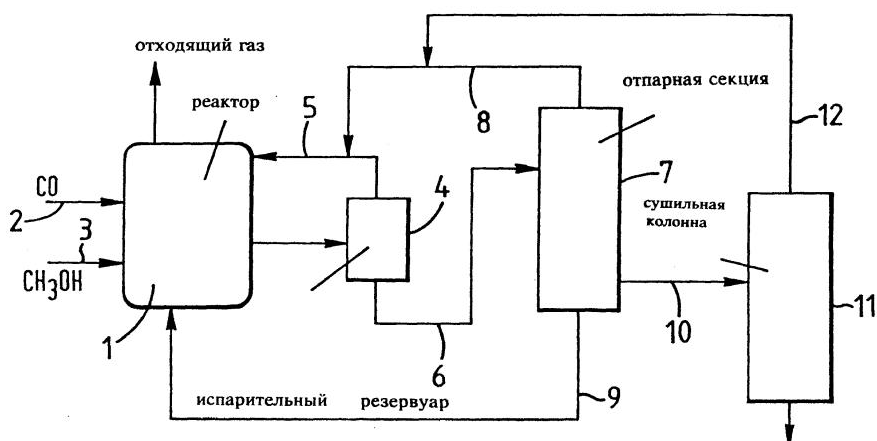 отходящий газ
реактор
отпарная секция
5
8
12
CO
2
4
7
3
сушильная
колонна
CH3OH
1
6
10
11
испарительный резервуар
9